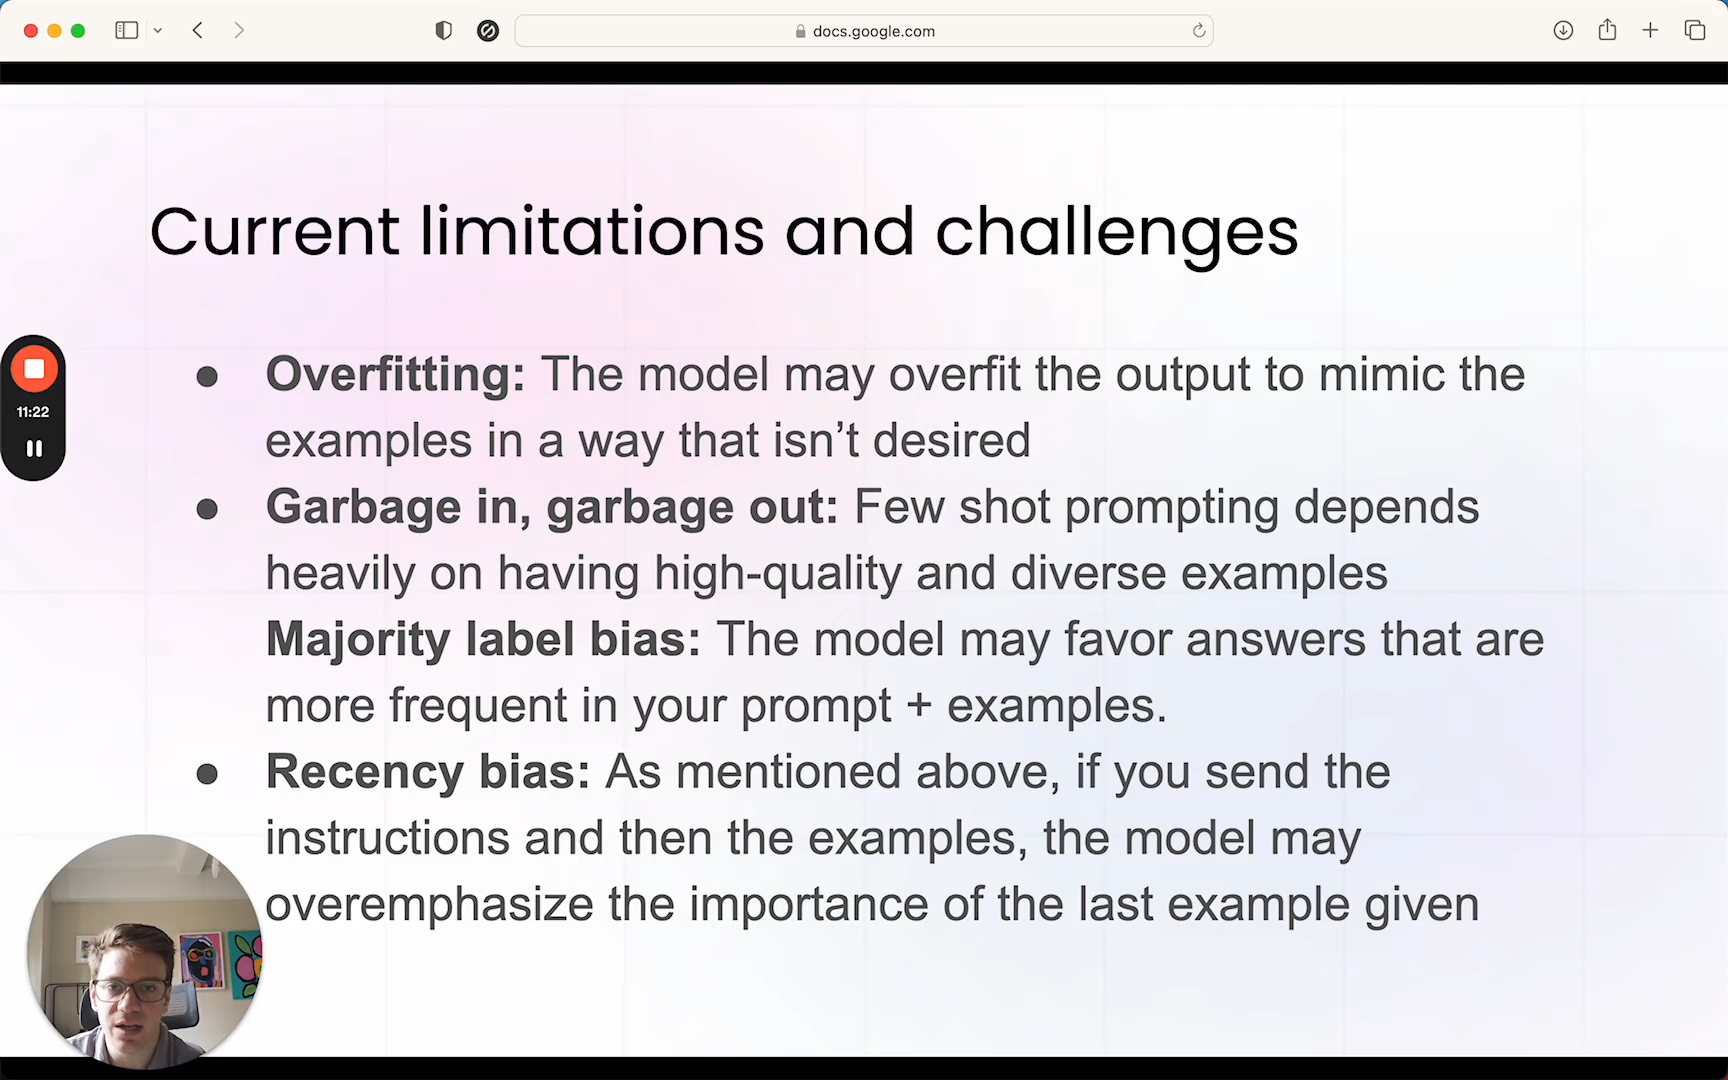 docs.google.com
Current limitations and challenges
● Overfitting: The model may overfit the output to mimic the
examples in a way that isn’t desired
● Garbage in, garbage out: Few shot prompting depends
heavily on having high-quality and diverse examples
Majority label bias: The model may favor answers that are
more frequent in your prompt + examples.
● Recency bias: As mentioned above, if you send the
instructions and then the examples, the model may
overemphasize the importance of the last example given
11:22